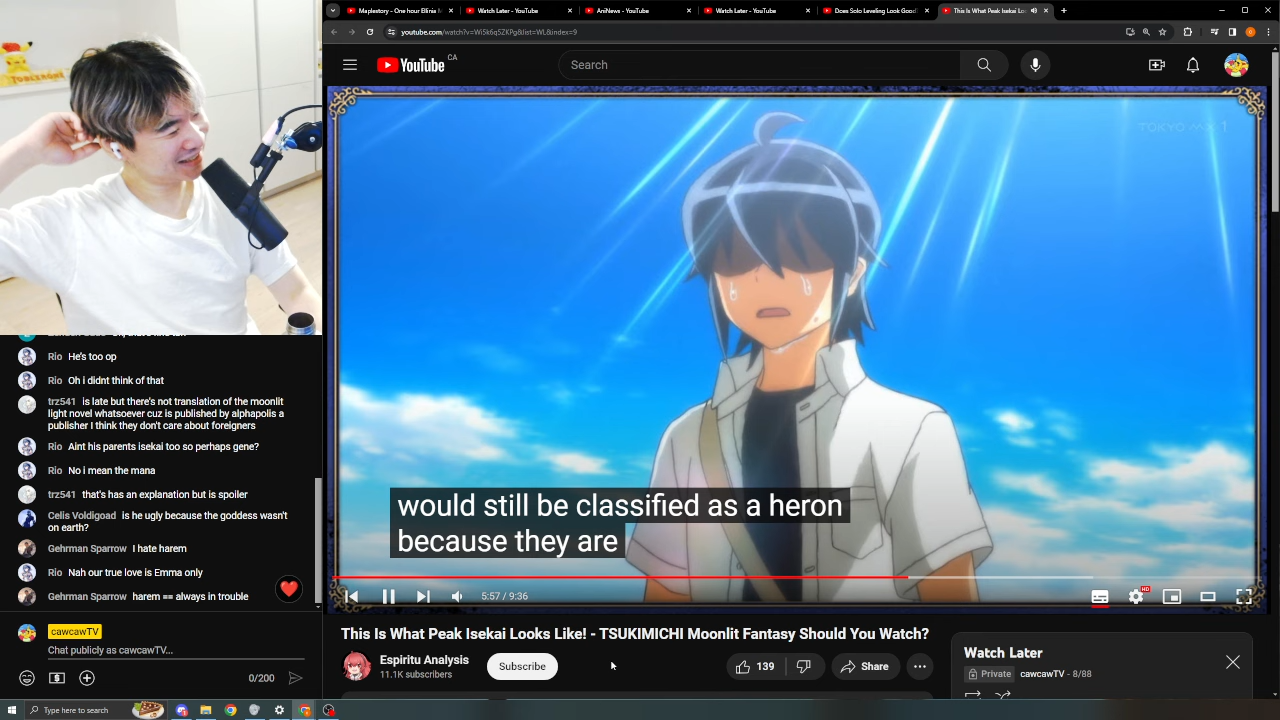 TOBLERONE
Maplestory - One hour Ellinia M
Watch Later - YouTube
AniNews - YouTube
Watch Later - YouTube
Does Solo Leveling Look Good?
This Is What Peak Isekai Lo
youtube.com/watch?v=Wi5k6q5ZKPg&list=WL&index=9
YouTube CA
Search
TOKYO MX 1
Rio He's too op
Rio Oh i didnt think of that
trz541 is late but there's not translation of the moonlit
light novel whatsoever cuz is published by alphapolis a
publisher I think they don't care about foreigners
Rio Aint his parents isekai too so perhaps gene?
Rio No i mean the mana
trz541 that's has an explanation but is spoiler
Celis Voldigoad is he ugly because the goddess wasn't
on earth?
Gehrman Sparrow I hate harem
Rio Nah our true love is Emma only
Gehrman Sparrow harem == always in trouble
cawcawTV
Chat publicly as cawcawTV...
0/200
would still be classified as a heron
because they are
5:57 / 9:36
HD
This Is What Peak Isekai Looks Like! - TSUKIMICHI Moonlit Fantasy Should You Watch?
Espiritu Analysis
11.1K subscribers
Subscribe
139
Share
Watch Later
Private cawcawTV - 8/88
Type here to search